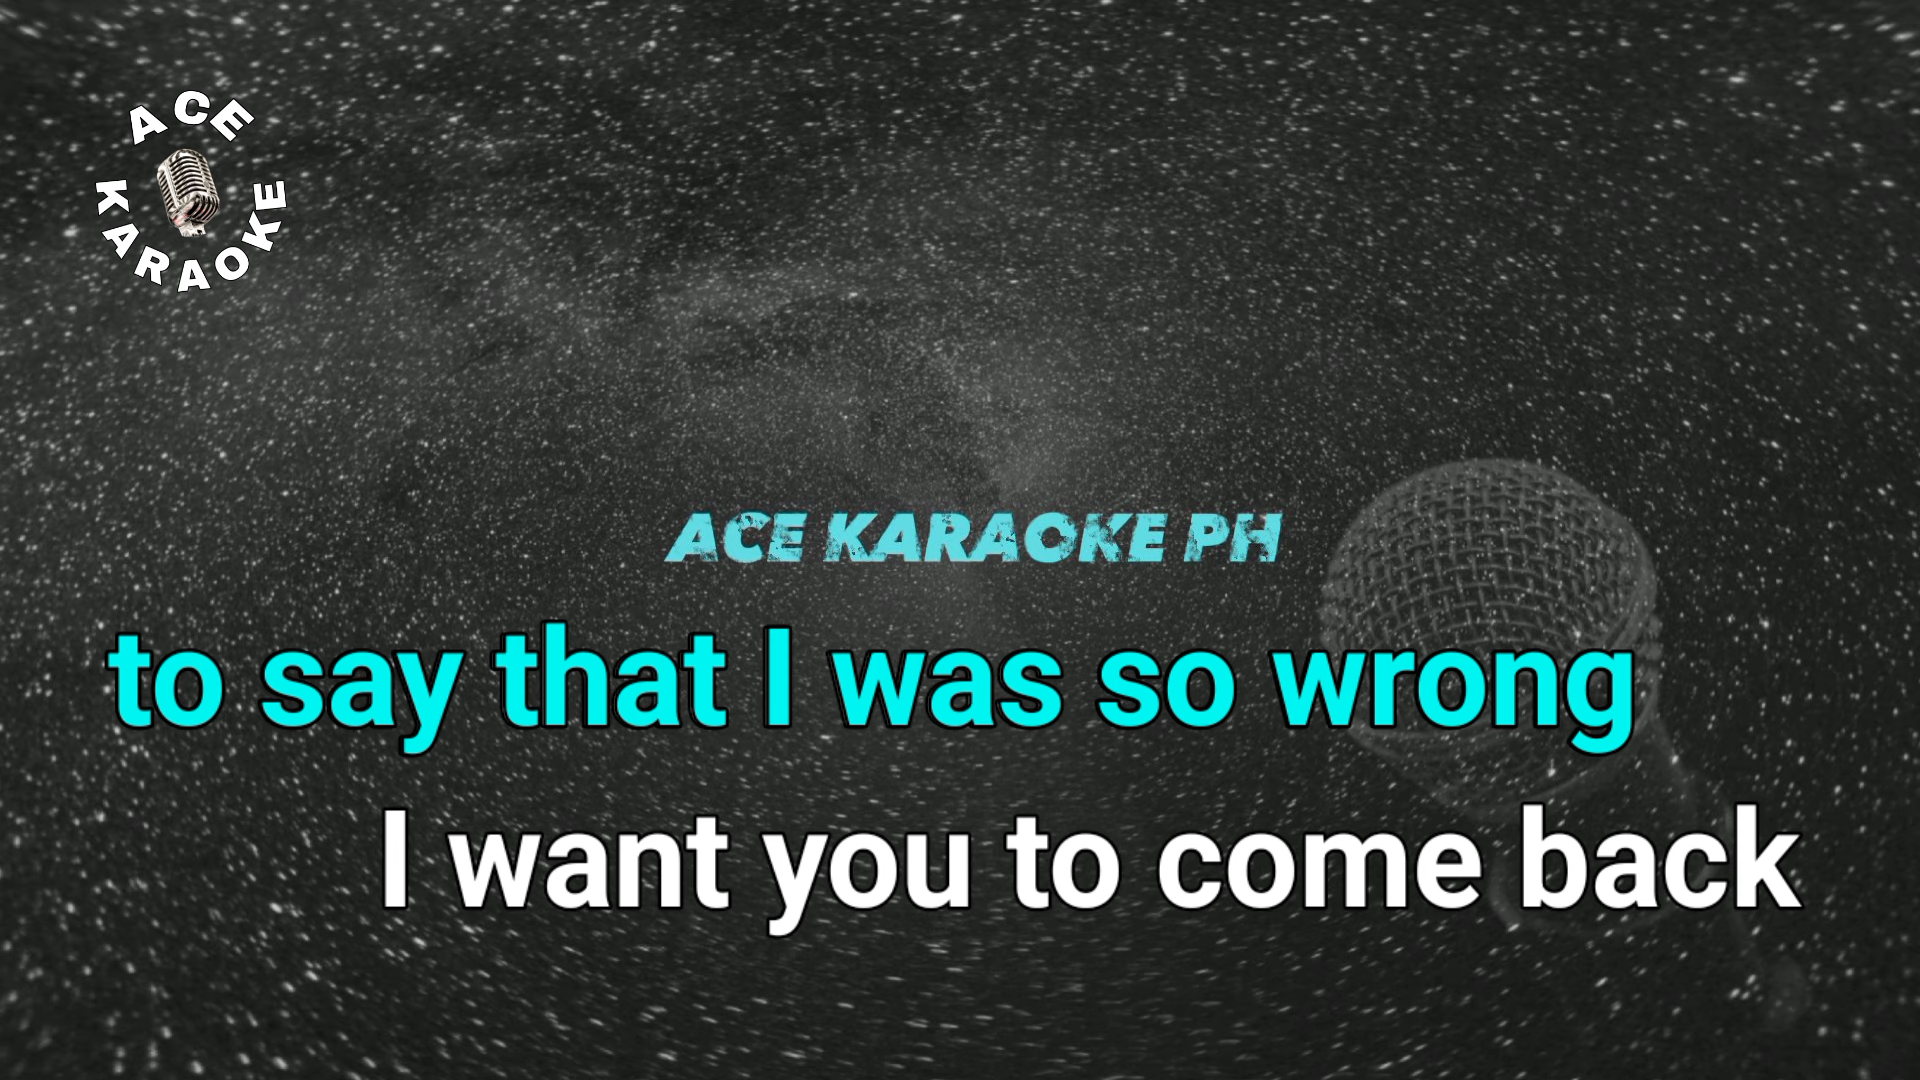 ACE
KARAOKE
ACE KARAOKE PH
to say that I was so wrong
I want you to come back